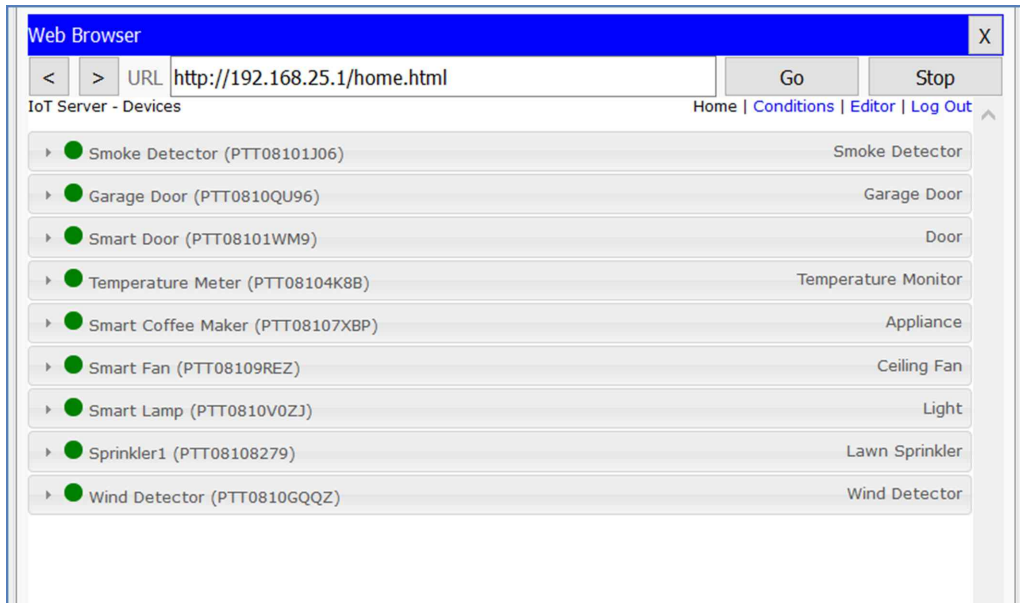 Web Browser X
< > URL http://192.168.25.1/home.html Go Stop
IoT Server - Devices Home | Conditions | Editor | Log Out
Smoke Detector (PTT08101J06) Smoke Detector
Garage Door (PTT0810QU96) Garage Door
Smart Door (PTT08101WM9) Door
Temperature Meter (PTT08104K8B) Temperature Monitor
Smart Coffee Maker (PTT08107XBP) Appliance
Smart Fan (PTT08109REZ) Ceiling Fan
Smart Lamp (PTT0810V0ZJ) Light
Sprinkler1 (PTT08108279) Lawn Sprinkler
Wind Detector (PTT0810GQQZ) Wind Detector